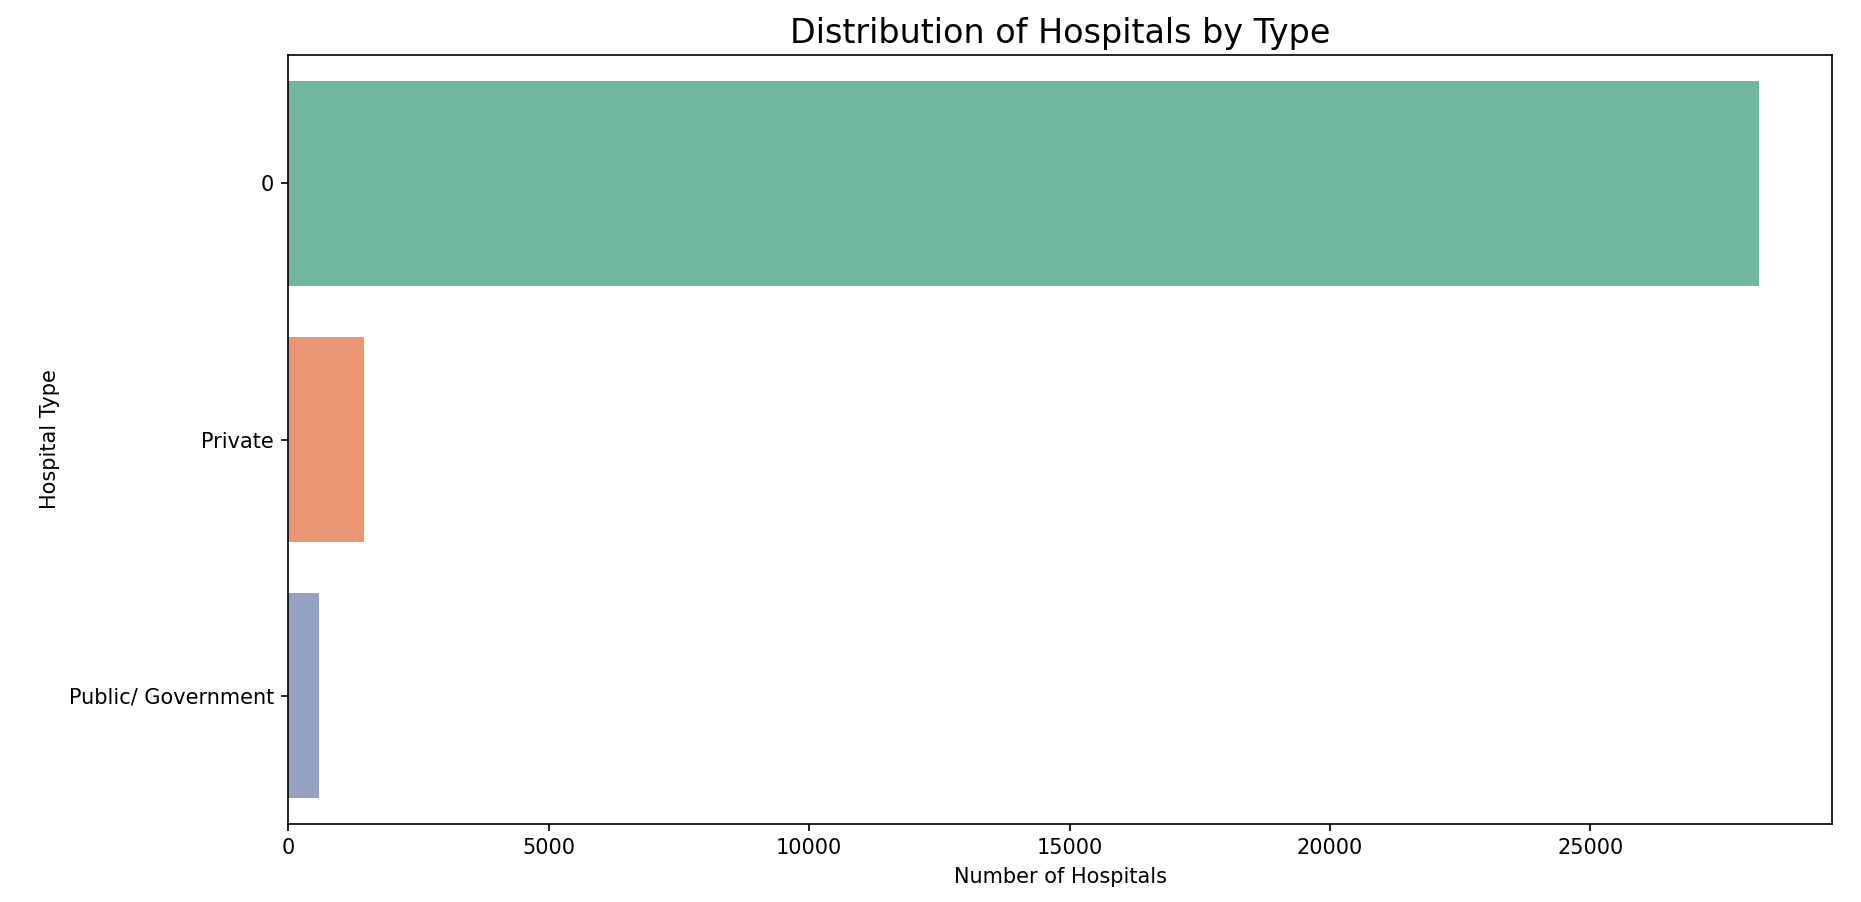 Distribution of Hospitals by Type
0
Private
Public/ Government
Hospital Type
0 5000 10000 15000 20000 25000
Number of Hospitals